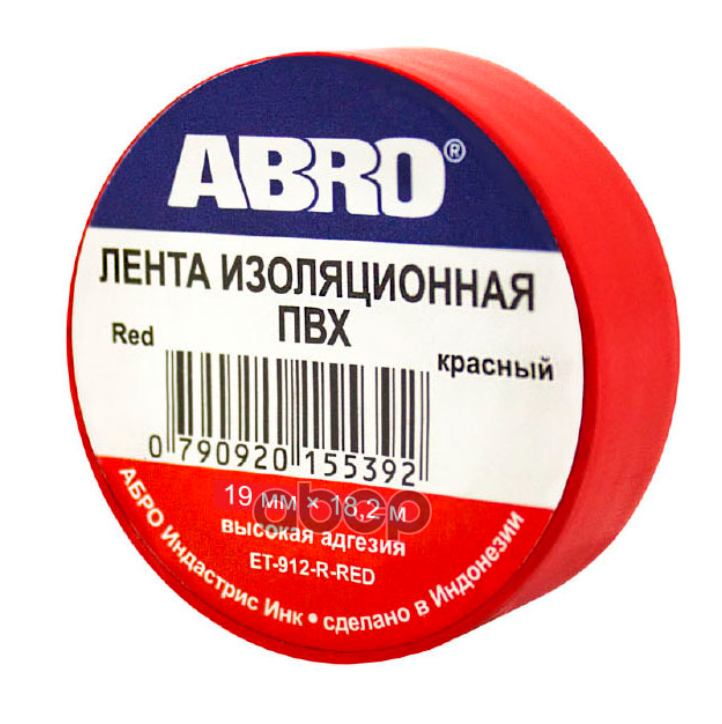 ABRO®
ЛЕНТА ИЗОЛЯЦИОННАЯ
ПВХ
Red
красный
0 790920 155392
19 мм × 18,2 м
высокая адгезия
ET-912-R-RED
АБРО Индастрис Инк • сделано в Индонезии